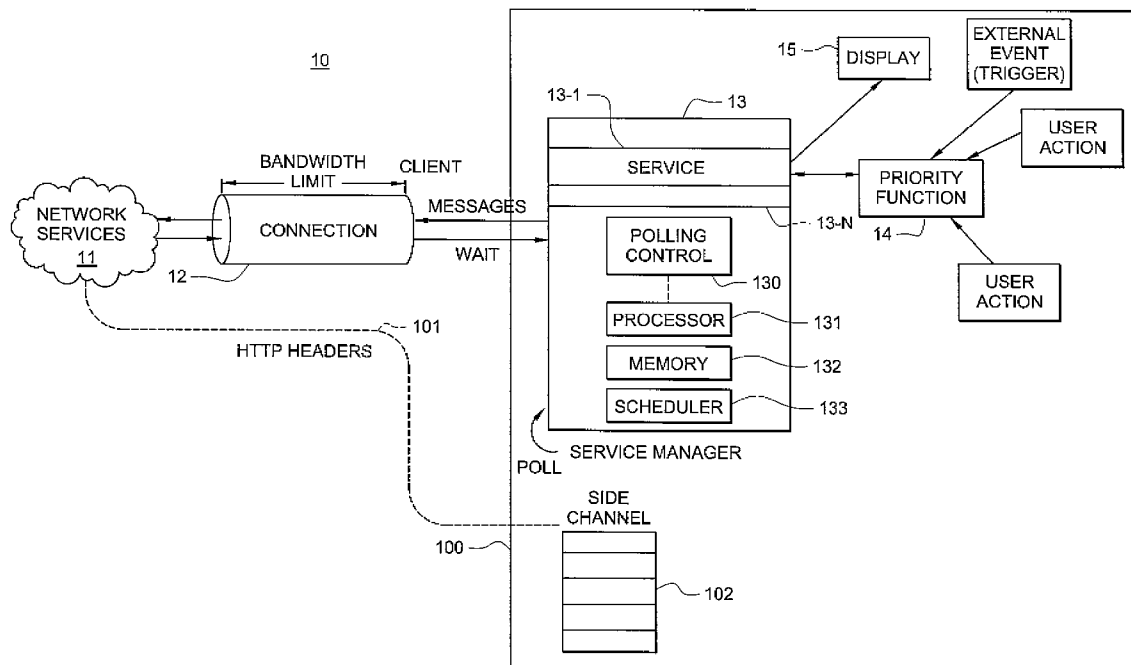 10
NETWORK
SERVICES
11
BANDWIDTH
LIMIT
CONNECTION
12
CLIENT
MESSAGES
WAIT
101
HTTP HEADERS
100
13-1
13
SERVICE
13-N
POLLING
CONTROL
130
PROCESSOR
131
MEMORY
132
SCHEDULER
133
POLL
SERVICE MANAGER
SIDE
CHANNEL
102
15
DISPLAY
EXTERNAL
EVENT
(TRIGGER)
USER
ACTION
PRIORITY
FUNCTION
14
USER
ACTION